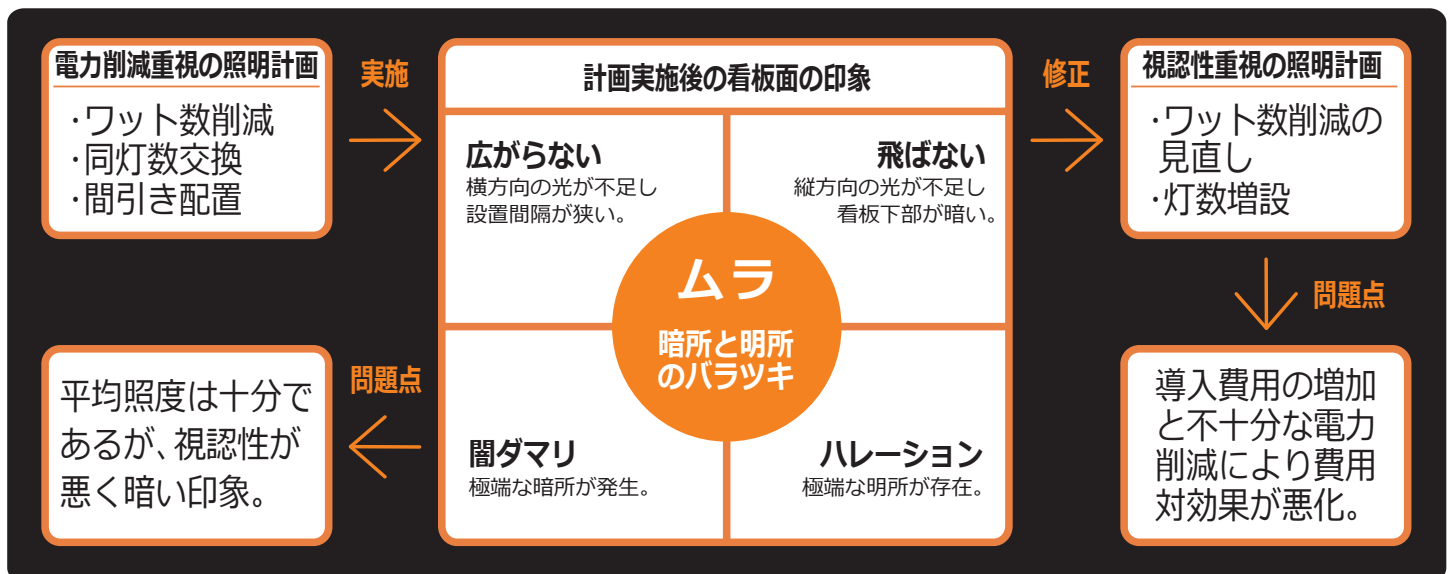 電力削減重視の照明計画
・ワット数削減
・同灯数交換
・間引き配置
実施
計画実施後の看板面の印象
広がらない
横方向の光が不足し
設置間隔が狭い。
飛ばない
縦方向の光が不足し
看板下部が暗い。
ムラ
暗所と明所
のバラツキ
闇ダマリ
極端な暗所が発生。
ハレーション
極端な明所が存在。
問題点
平均照度は十分で
あるが、視認性が
悪く暗い印象。
修正
視認性重視の照明計画
・ワット数削減の
見直し
・灯数増設
問題点
導入費用の増加
と不十分な電力
削減により費用
対効果が悪化。